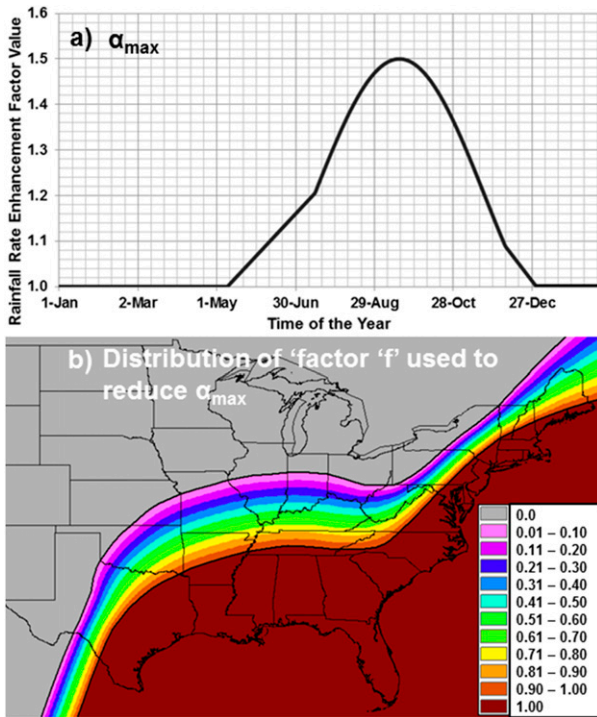 1.6
a) αmax
1.5
1.4
1.3
1.2
1.1
1.0
Rainfall Rate Enhancement Factor Value
1-Jan 2-Mar 1-May 30-Jun 29-Aug 28-Oct 27-Dec
Time of the Year
b) Distribution of 'factor 'f' used to
reduce αmax
0.0
0.01 – 0.10
0.11 – 0.20
0.21 – 0.30
0.31 – 0.40
0.41 – 0.50
0.51 – 0.60
0.61 – 0.70
0.71 – 0.80
0.81 – 0.90
0.90 – 1.00
1.00